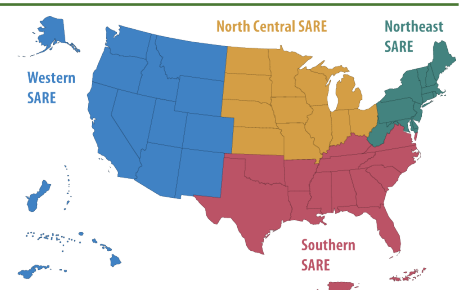 North Central SARE
Northeast
SARE
Western
SARE
Southern
SARE